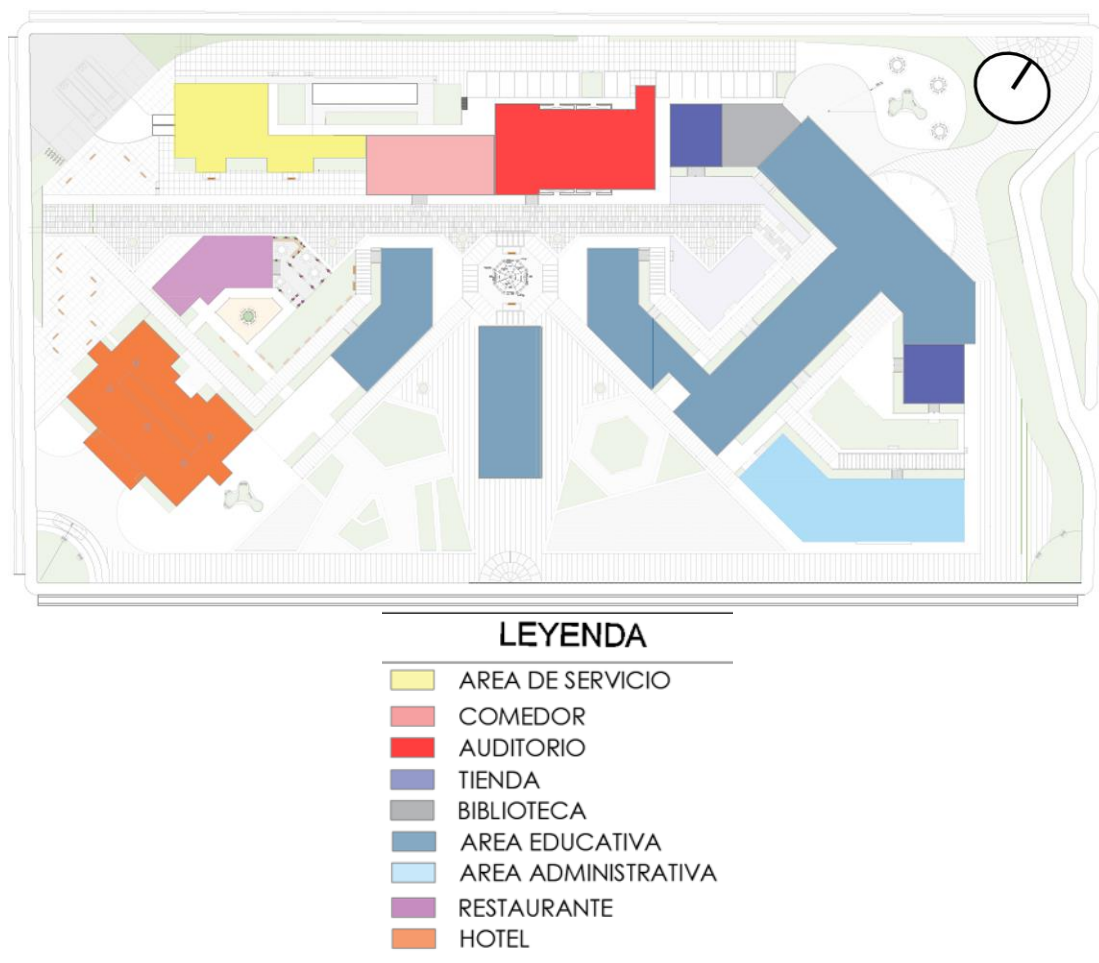 LEYENDA
AREA DE SERVICIO
COMEDOR
AUDITORIO
TIENDA
BIBLIOTECA
AREA EDUCATIVA
AREA ADMINISTRATIVA
RESTAURANTE
HOTEL